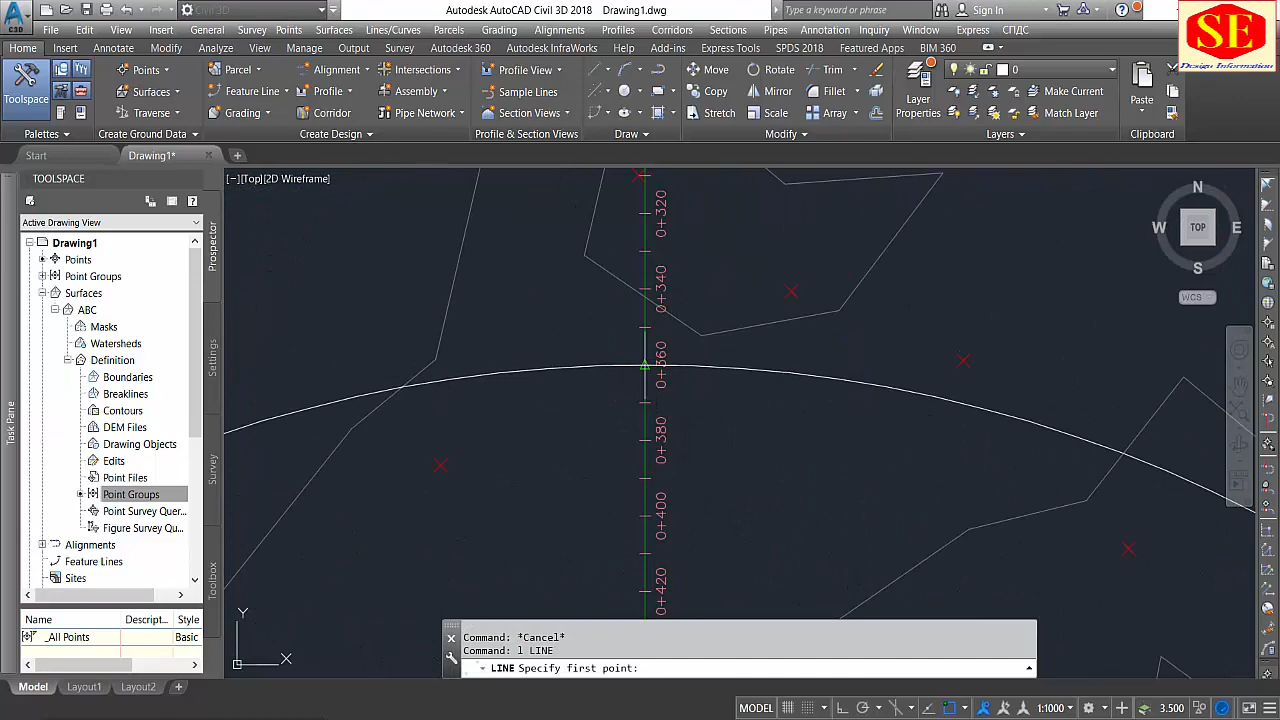 Civil 3D
Autodesk AutoCAD Civil 3D 2018 Drawing1.dwg
Type a keyword or phrase
Sign In
SE
Design Information
File Edit View Insert General Survey Points Surfaces Lines/Curves Parcels Grading Alignments Profiles Corridors Sections Pipes Annotation Inquiry Window Express СПДС
Home Insert Annotate Modify Analyze View Manage Output Survey Autodesk 360 Autodesk InfraWorks Help Add-ins Express Tools SPDS 2018 Featured Apps BIM 360
Toolspace
Points Parcel Alignment Intersections Profile View Move Rotate Trim 0
Surfaces Feature Line Profile Assembly Sample Lines Copy Mirror Fillet Make Current
Traverse Grading Corridor Pipe Network Section Views Stretch Scale Array Match Layer
Layer Properties
Paste
Palettes Create Ground Data Create Design Profile & Section Views Draw Modify Layers Clipboard
Start Drawing1*
TOOLSPACE
[−][Top][2D Wireframe]
Active Drawing View
Drawing1
Points
Point Groups
Surfaces
ABC
Masks
Watersheds
Definition
Boundaries
Breaklines
Contours
DEM Files
Drawing Objects
Edits
Point Files
Point Groups
Point Survey Quer...
Figure Survey Qu...
Alignments
Feature Lines
Sites
Name Descript... Style
_All Points Basic
Task Pane
Prospector
Settings
Survey
Toolbox
0+320
0+340
0+360
0+380
0+400
0+420
N
W TOP E
S
WCS
Y
X
Command: *Cancel*
Command: l LINE
LINE Specify first point:
Model Layout1 Layout2
MODEL 1:1000 3.500